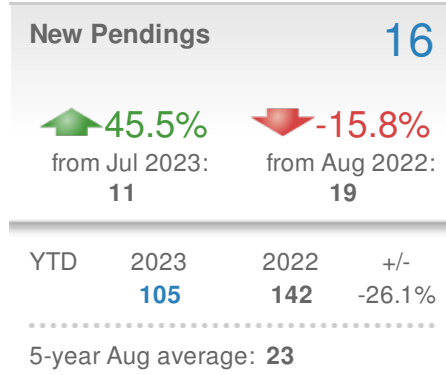 New Pendings 16
45.5% -15.8%
from Jul 2023: from Aug 2022:
11 19
YTD 2023 2022 +/-
105 142 -26.1%
5-year Aug average: 23